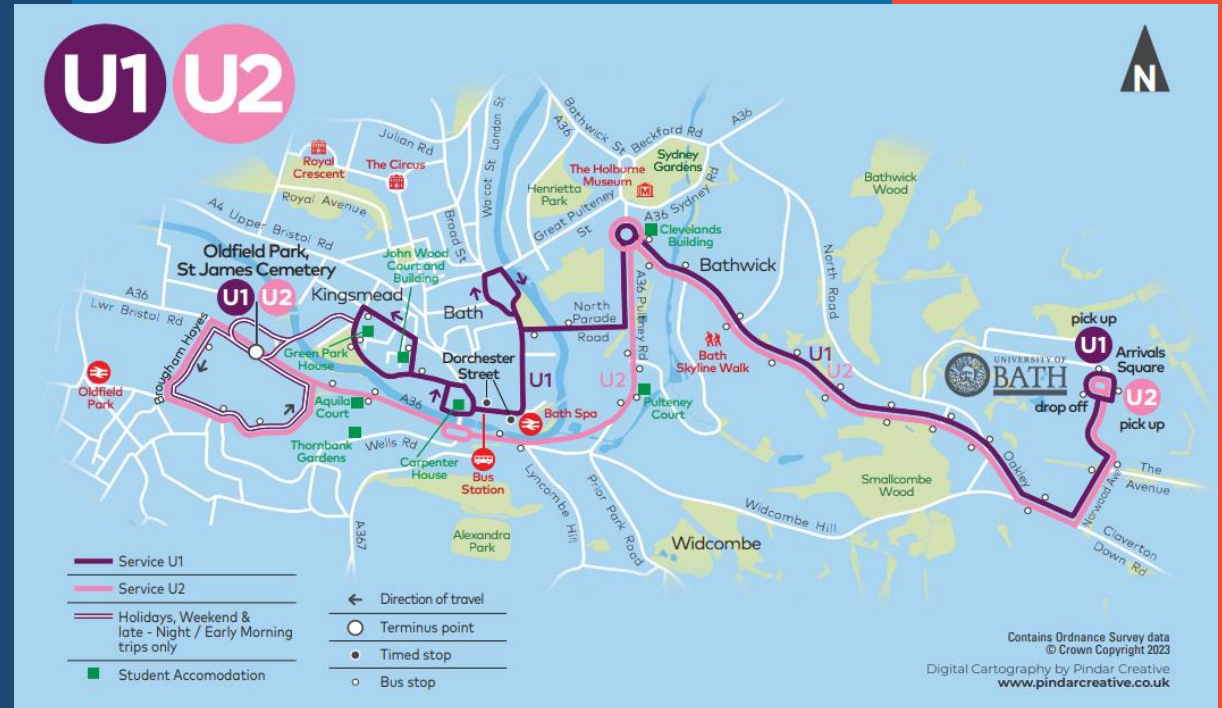 U1 U2
N
Julian Rd
Bathwick St
A36
Beckford Rd
A36
Royal
Crescent
The Circus
Walcot St
London St
The Holburne
Museum
Sydney
Gardens
Bathwick
Wood
Royal Avenue
Henrietta
Park
M
A36 Sydney Rd
A4 Upper Bristol Rd
Broad St
Great Pulteney
St
Clevelands
Building
Oldfield Park,
St James Cemetery
John Wood
Court and
Building
North Road
Bathwick
A36
U1 U2
Kingsmead
A36 Pultney Rd
Lwr Bristol Rd
Bath
North
Parade
Road
pick up
U1
Brougham Hayes
Green Park
House
Dorchester
Street
Bath
Skyline Walk
U1
U2
UNIVERSITY OF
BATH
Arrivals
Square
Oldfield
Park
U1
U2
drop off
U2
pick up
Aquila
Court
A36
Bath Spa
Pulteney
Court
Thornbank
Gardens
Wells Rd
Carpenter
House
Bus
Station
Lyncombe Hill
Prior Park Road
Oakley
Norwood Ave
The
Avenue
Smallcombe
Wood
Widcombe Hill
A367
Alexandra
Park
Widcombe
Claverton
Down Rd
Service U1
Service U2
Holidays, Weekend &
late - Night / Early Morning
trips only
Student Accomodation
Direction of travel
Terminus point
Timed stop
Bus stop
Contains Ordnance Survey data
© Crown Copyright 2023
Digital Cartography by Pindar Creative
www.pindarcreative.co.uk